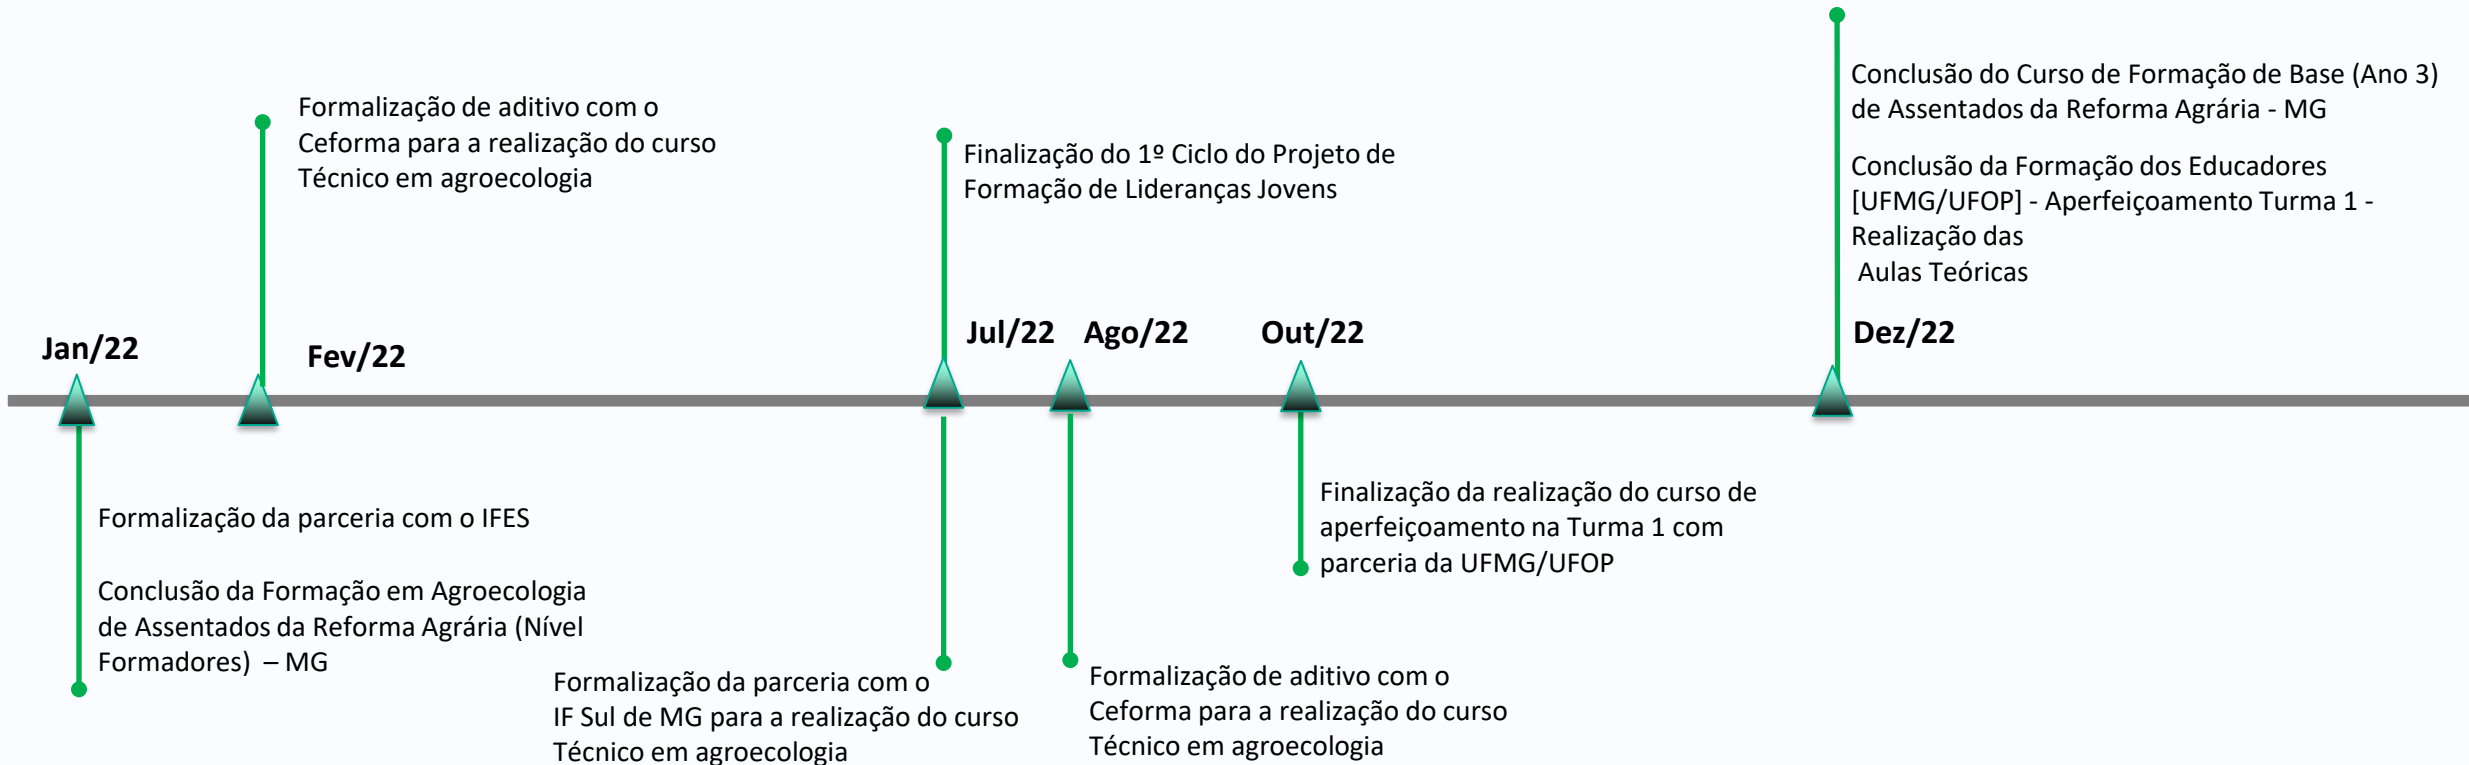 Jan/22
Formalização da parceria com o IFES
Conclusão da Formação em Agroecologia
de Assentados da Reforma Agrária (Nível
Formadores)  – MG
Fev/22
Formalização de aditivo com o
Ceforma para a realização do curso
Técnico em agroecologia
Jul/22
Finalização do 1º Ciclo do Projeto de
Formação de Lideranças Jovens
Formalização da parceria com o
IF Sul de MG para a realização do curso
Técnico em agroecologia
Ago/22
Formalização de aditivo com o
Ceforma para a realização do curso
Técnico em agroecologia
Out/22
Finalização da realização do curso de
aperfeiçoamento na Turma 1 com
parceria da UFMG/UFOP
Dez/22
Conclusão do Curso de Formação de Base (Ano 3)
de Assentados da Reforma Agrária - MG
Conclusão da Formação dos Educadores
[UFMG/UFOP] - Aperfeiçoamento Turma 1 -
Realização das
Aulas Teóricas